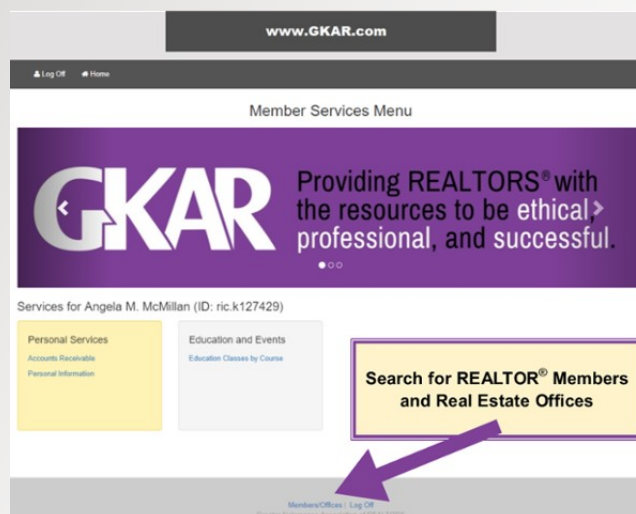 www.GKAR.com
Log Off Home
Member Services Menu
GKAR
Providing REALTORS® with
the resources to be ethical,
professional, and successful.
Services for Angela M. McMillan (ID: ric.k127429)
Personal Services
Accounts Receivable
Personal Information
Education and Events
Education Classes by Course
Search for REALTOR® Members
and Real Estate Offices
Members/Offices | Log Off